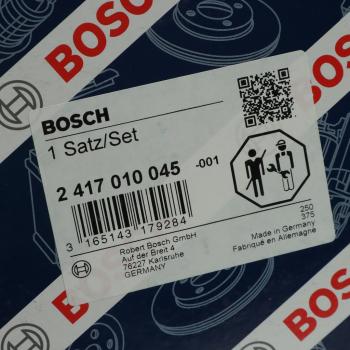 BOSCH
BOSCH
BOSCH
1 Satz/Set
2 417 010 045 -001
3 165143 179284
Robert Bosch GmbH
Auf der Breit 4
76227 Karlsruhe
GERMANY
250
375
Made in Germany
Fabriqué en Allemagne
BOSCH
BOSCH